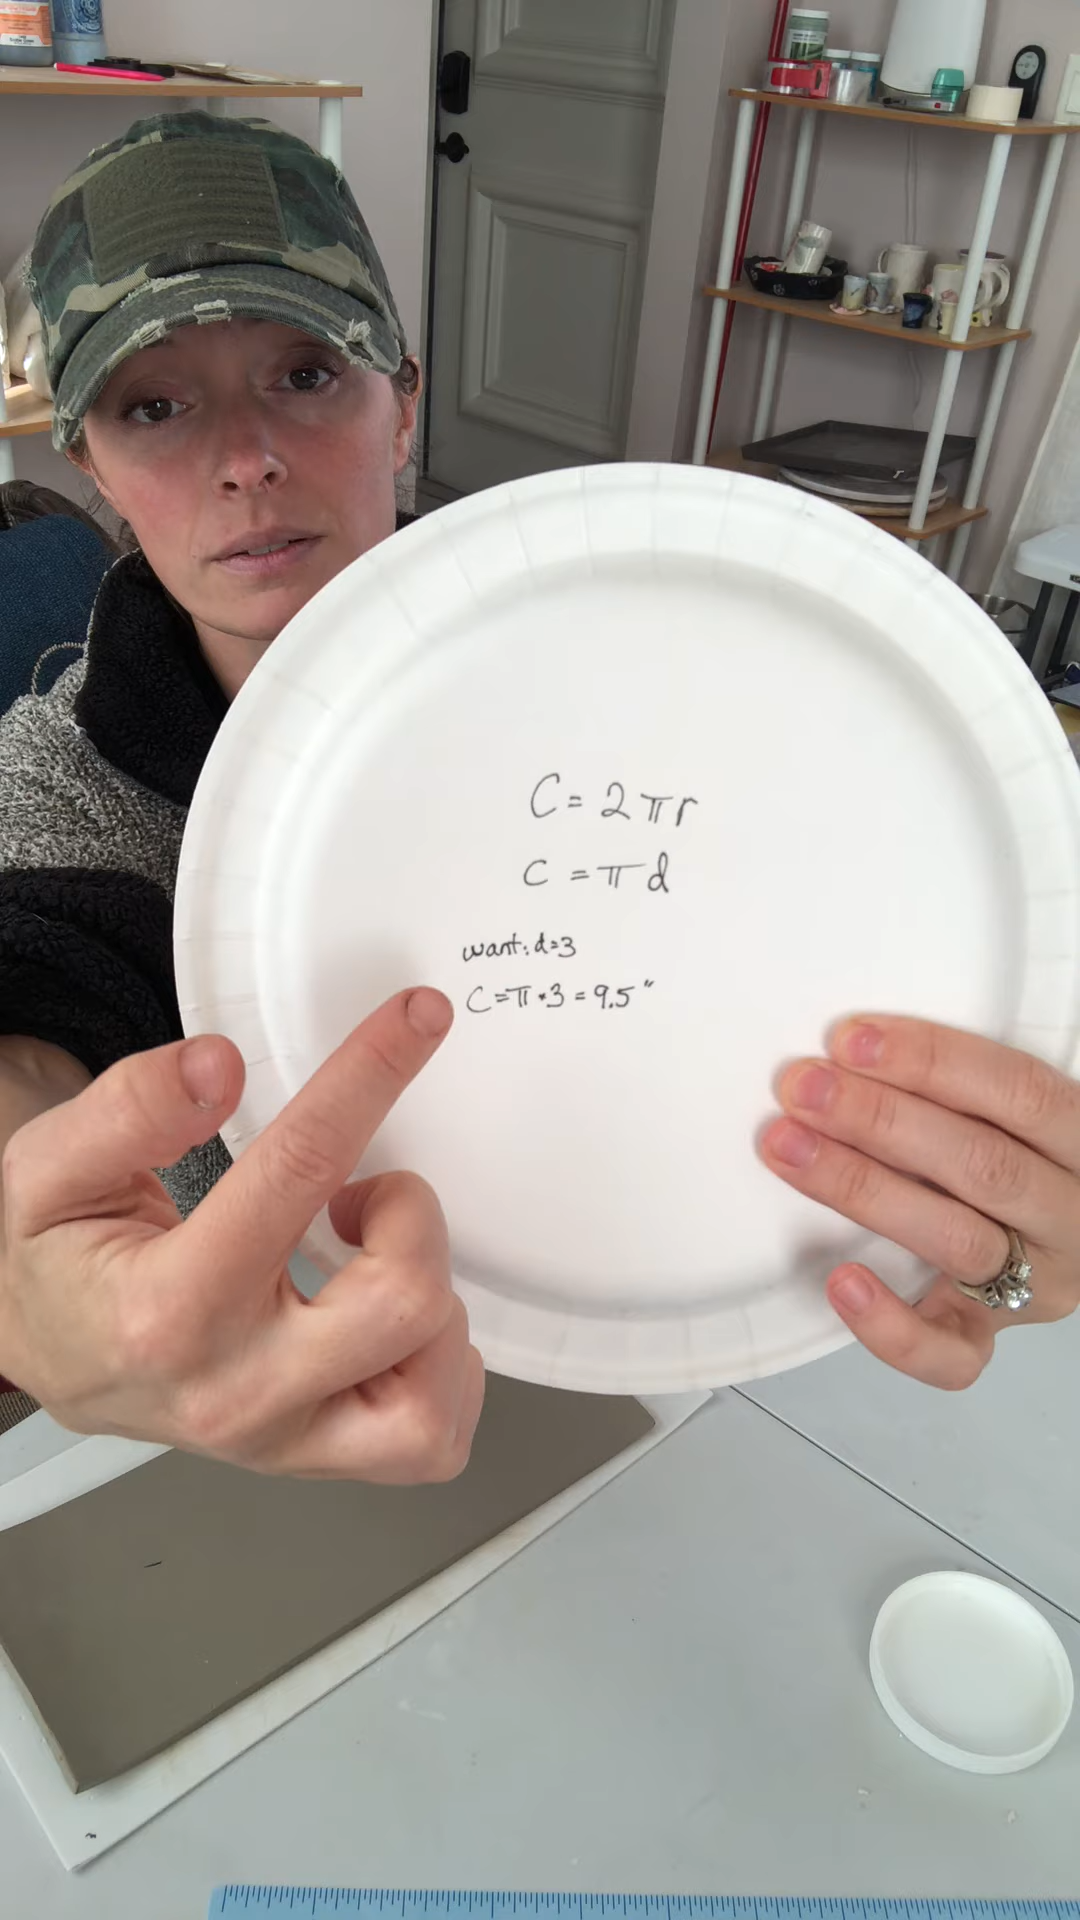 C = 2πr
C = πd
want: d=3
C=π*3 = 9.5"